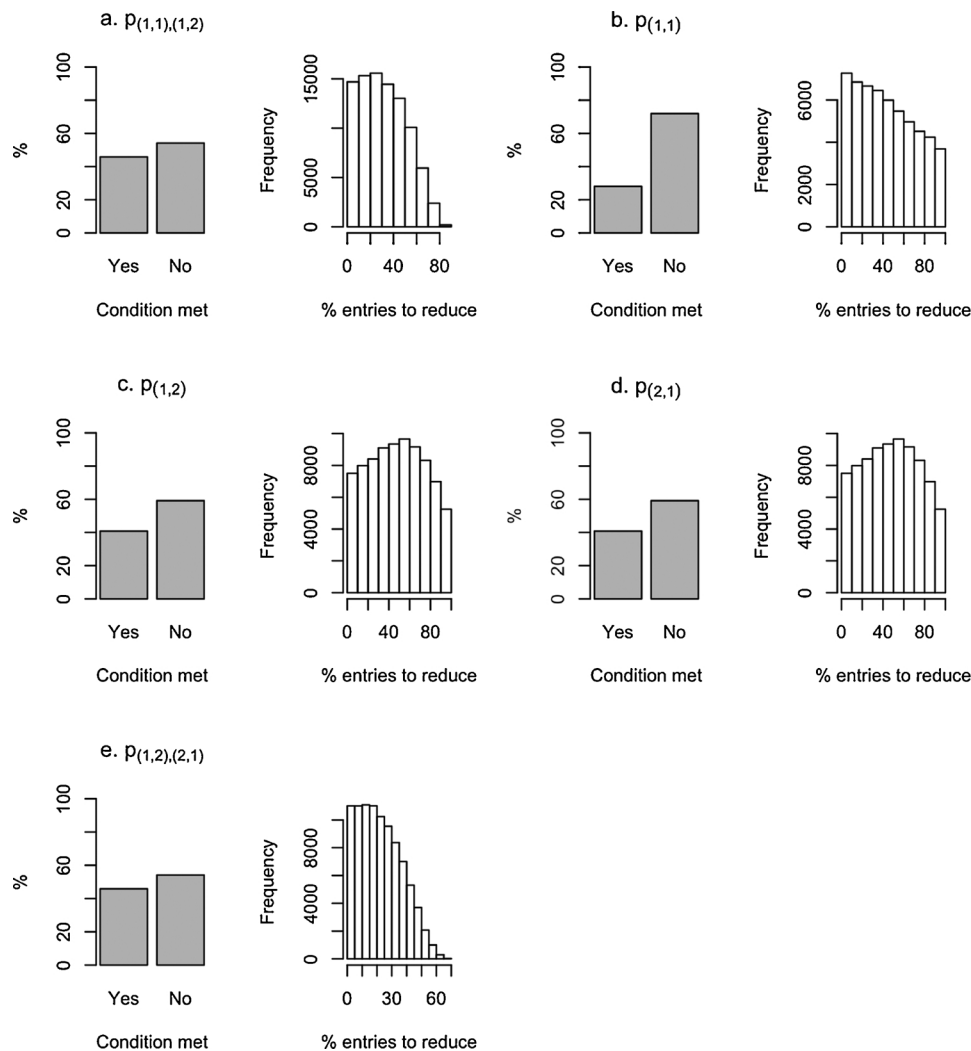 a. p(1,1),(1,2)
%
0 20 60 100
Yes No
Condition met
Frequency
0 5000 15000
0 40 80
% entries to reduce
b. p(1,1)
%
0 20 60 100
Yes No
Condition met
Frequency
0 2000 6000
0 40 80
% entries to reduce
c. p(1,2)
%
0 20 60 100
Yes No
Condition met
Frequency
0 4000 8000
0 40 80
% entries to reduce
d. p(2,1)
%
0 20 60 100
Yes No
Condition met
Frequency
0 4000 8000
0 40 80
% entries to reduce
e. p(1,2),(2,1)
%
0 20 60 100
Yes No
Condition met
Frequency
0 4000 8000
0 30 60
% entries to reduce